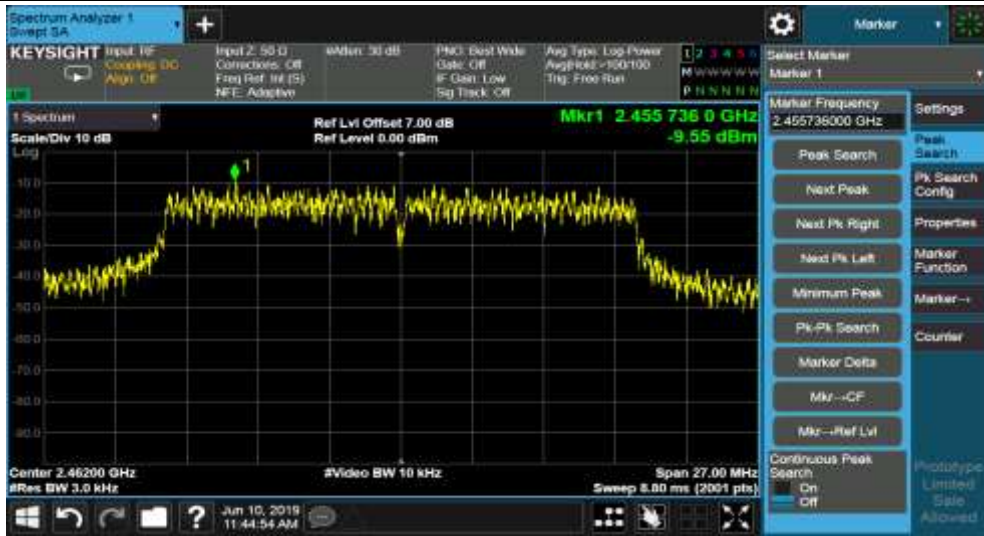 Spectrum Analyzer 1
Swept SA
+
Marker
KEYSIGHT
Input: RF
Coupling: DC
Align: Off
Input Z: 50 Ω
Corrections: Off
Freq Ref: Int (S)
NFE: Adaptive
#Atten: 30 dB
PNO: Best Wide
Gate: Off
IF Gain: Low
Sig Track: Off
Avg Type: Log-Power
Avg|Hold: >100/100
Trig: Free Run
1 2 3 4 5 6
M W W W W W
P N N N N N
Select Marker
Marker 1
1 Spectrum
Scale/Div 10 dB
Log
Ref Lvl Offset 7.00 dB
Ref Level 0.00 dBm
Mkr1 2.455 736 0 GHz
-9.55 dBm
1
-10.0
-20.0
-30.0
-40.0
-50.0
-60.0
-70.0
-80.0
-90.0
Center 2.46200 GHz
#Res BW 3.0 kHz
#Video BW 10 kHz
Span 27.00 MHz
Sweep 8.80 ms (2001 pts)
Marker Frequency
2.455736000 GHz
Peak Search
Next Peak
Next Pk Right
Next Pk Left
Minimum Peak
Pk-Pk Search
Marker Delta
Mkr→CF
Mkr→Ref Lvl
Continuous Peak
Search
On
Off
Settings
Peak
Search
Pk Search
Config
Properties
Marker
Function
Marker→
Counter
Prototype
Limited
Sale
Allowed
?
Jun 10, 2019
11:44:54 AM